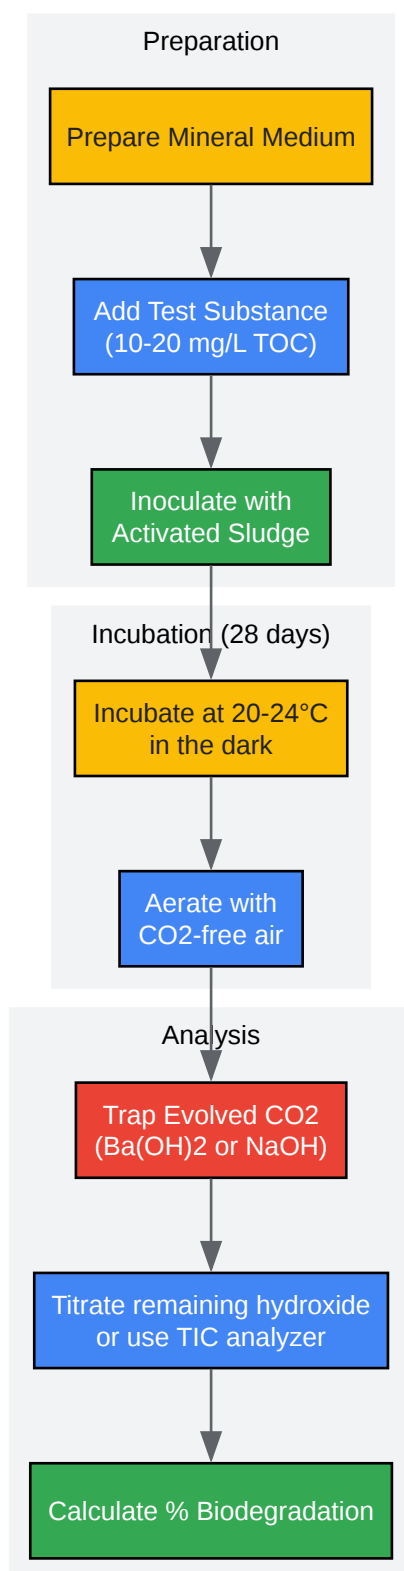 Preparation
Prepare Mineral Medium
Add Test Substance
(10-20 mg/L TOC)
Inoculate with
Activated Sludge
Incubation (28 days)
Incubate at 20-24°C
in the dark
Aerate with
CO2-free air
Analysis
Trap Evolved CO2
(Ba(OH)2 or NaOH)
Titrate remaining hydroxide
or use TIC analyzer
Calculate % Biodegradation